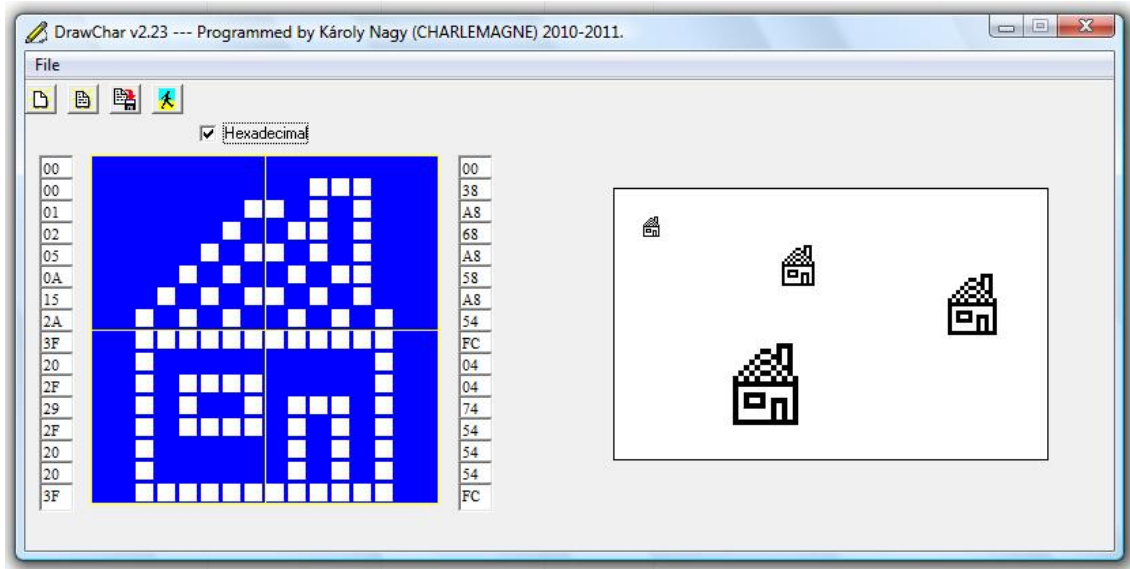 DrawChar v2.23 --- Programmed by Károly Nagy (CHARLEMAGNE) 2010-2011.
File
Hexadecimal
00 00
00 38
01 A8
02 68
05 A8
0A 58
15 A8
2A 54
3F FC
20 04
2F 04
29 74
2F 54
20 54
20 54
3F FC